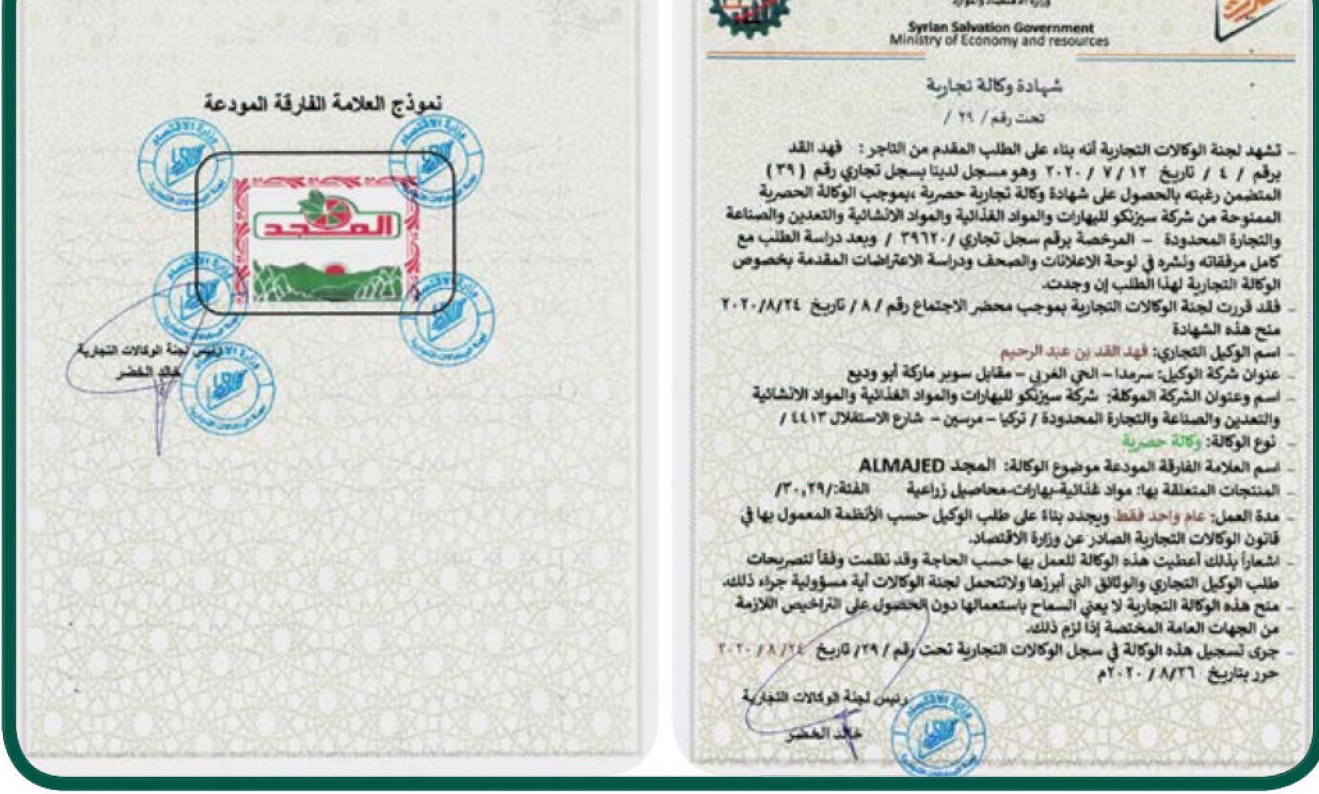 نموذج العلامة الفارقة المودعة
المجد
رئيس لجنة الوكالات التجارية
خالد الخضر
Syrian Salvation Government
Ministry of Economy and resources
شهادة وكالة تجارية
تحت رقم / ٢٩ /
- تشهد لجنة الوكالات التجارية أنه بناء على الطلب المقدم من التاجر : فهد القد
برقم / ٤ / تاريخ ١٢ / ٧ / ٢٠٢٠ وهو مسجل لدينا بسجل تجاري رقم ( ٣٩ )
المتضمن رغبته بالحصول على شهادة وكالة تجارية حصرية ،بموجب الوكالة الحصرية
الممنوحة من شركة سيزنكو للبهارات والمواد الغذائية والمواد الانشائية والتعدين والصناعة
والتجارة المحدودة – المرخصة برقم سجل تجاري /٣٩٦٢٠ / وبعد دراسة الطلب مع
كامل مرفقاته ونشره في لوحة الاعلانات والصحف ودراسة الاعتراضات المقدمة بخصوص
الوكالة التجارية لهذا الطلب إن وجدت.
- فقد قررت لجنة الوكالات التجارية بموجب محضر الاجتماع رقم / ٨ / تاريخ ٢٠٢٠/٨/٢٤
منح هذه الشهادة
- اسم الوكيل التجاري: فهد القد بن عبد الرحيم
- عنوان شركة الوكيل: سرمدا – الحي الغربي – مقابل سوبر ماركة أبو وديع
- اسم وعنوان الشركة الموكلة: شركة سيزنكو للبهارات والمواد الغذائية والمواد الانشائية
والتعدين والصناعة والتجارة المحدودة / تركيا – مرسين – شارع الاستقلال ٤٤١٣ /
- نوع الوكالة: وكالة حصرية
- اسم العلامة الفارقة المودعة موضوع الوكالة: المجد ALMAJED
- المنتجات المتعلقة بها: مواد غذائية-بهارات-محاصيل زراعية الفئة:/٣٠,٢٩/
- مدة العمل: عام واحد فقط ويجدد بناءً على طلب الوكيل حسب الأنظمة المعمول بها في
قانون الوكالات التجارية الصادر عن وزارة الاقتصاد.
- اشعاراً بذلك أعطيت هذه الوكالة للعمل بها حسب الحاجة وقد نظمت وفقاً لتصريحات
طلب الوكيل التجاري والوثائق التي أبرزها ولاتتحمل لجنة الوكالات أية مسؤولية جراء ذلك.
- منح هذه الوكالة التجارية لا يعني السماح باستعمالها دون الحصول على التراخيص اللازمة
من الجهات العامة المختصة إذا لزم ذلك.
- جرى تسجيل هذه الوكالة في سجل الوكالات التجارية تحت رقم / ٢٩/ تاريخ ٢٤/ ٨ / ٢٠٢٠
حرر بتاريخ ٨/٢٦ / ٢٠٢٠م
رئيس لجنة الوكالات التجارية
خالد الخضر